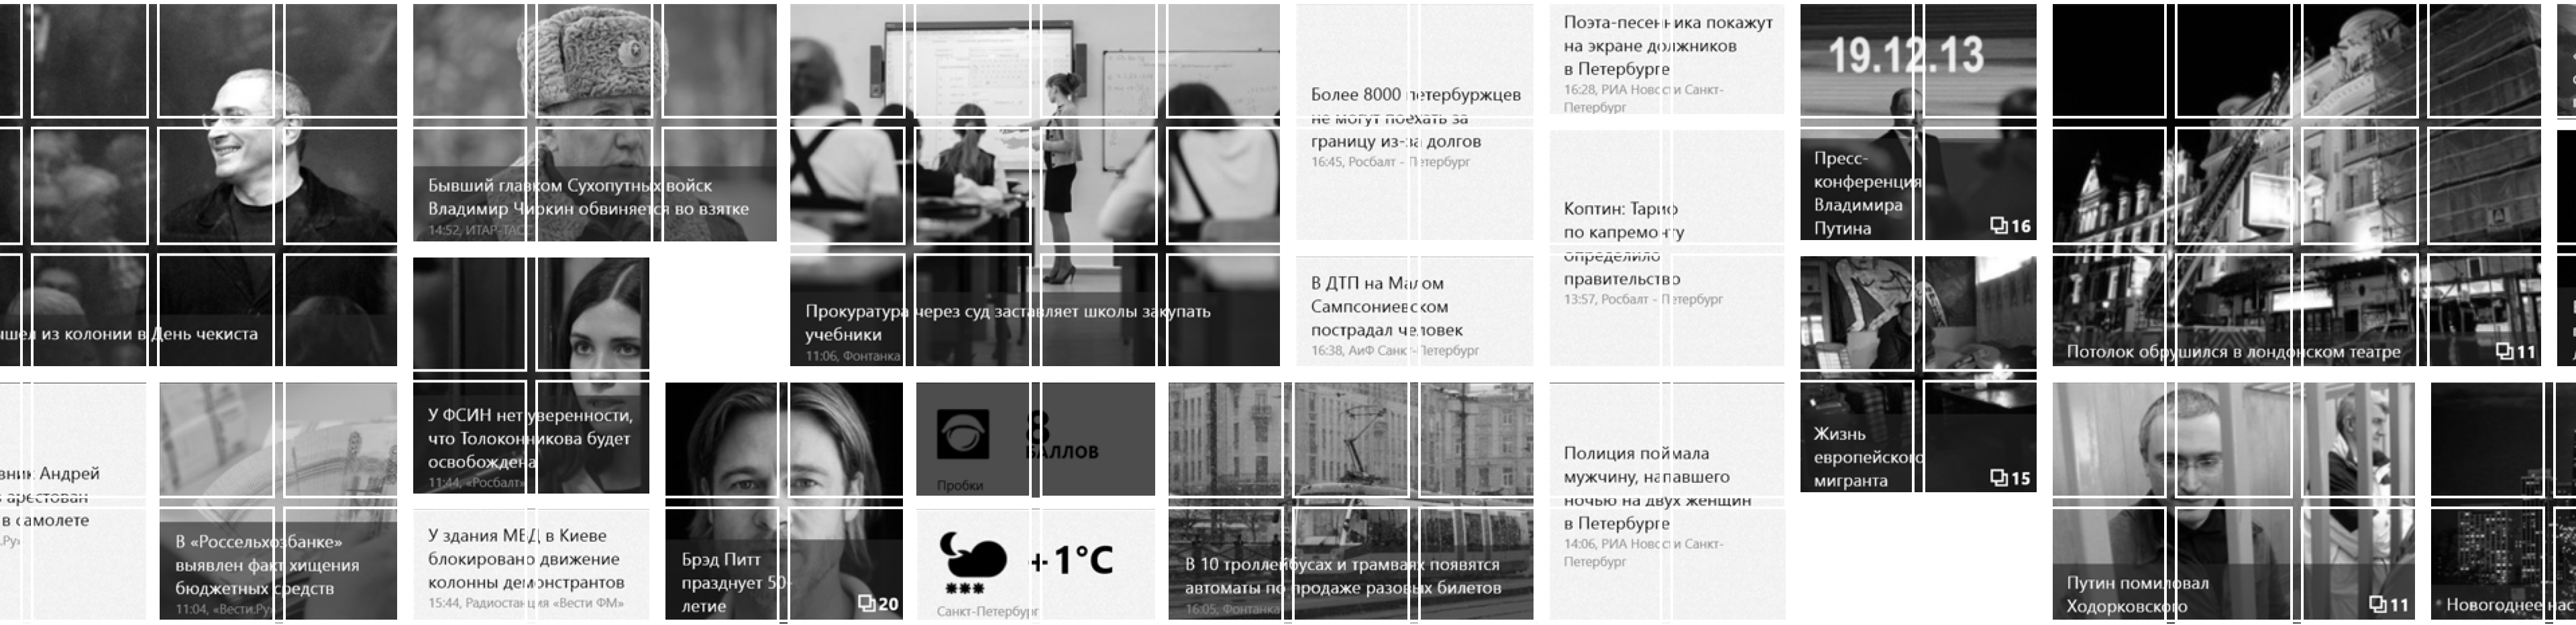 шел из колонии в День чекиста
вник Андрей
арестован
в самолете
В «Россельхозбанке»
выявлен факт хищения
бюджетных средств
11:04, «Вести.Ру»
Бывший главком Сухопутных войск
Владимир Чиркин обвиняется во взятке
14:52, ИТАР-ТАСС
У ФСИН нет уверенности,
что Толоконникова будет
освобождена
11:44, «Росбалт»
У здания МВД в Киеве
блокировано движение
колонны демонстрантов
15:44, Радиостанция «Вести ФМ»
Брэд Питт
празднует 50-
летие
20
Прокуратура через суд заставляет школы закупать
учебники
11:06, Фонтанка
8
БАЛЛОВ
Пробки
+1°C
Санкт-Петербург
В 10 троллейбусах и трамваях появятся
автоматы по продаже разовых билетов
16:05, Фонтанка
Более 8000 петербуржцев
не могут поехать за
границу из-за долгов
16:45, Росбалт - Петербург
В ДТП на Малом
Сампсониевском
пострадал человек
16:38, АиФ Санкт-Петербург
Поэта-песенника покажут
на экране должников
в Петербурге
16:28, РИА Новости Санкт-
Петербург
Коптин: Тариф
по капремонту
определило
правительство
13:57, Росбалт - Петербург
Полиция поймала
мужчину, напавшего
ночью на двух женщин
в Петербурге
14:06, РИА Новости Санкт-
Петербург
19.12.13
Пресс-
конференция
Владимира
Путина
16
Жизнь
европейского
мигранта
15
Потолок обрушился в лондонском театре
11
Путин помиловал
Ходорковского
11
Новогоднее нас